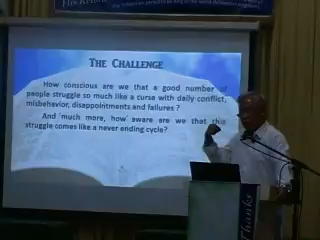 THE CHALLENGE
How conscious are we that a good number of
people struggle so much like a curse with daily conflict,
misbehavior, disappointments and failures ?
And much more, how aware are we that this
struggle comes like a never ending cycle?
Thanks